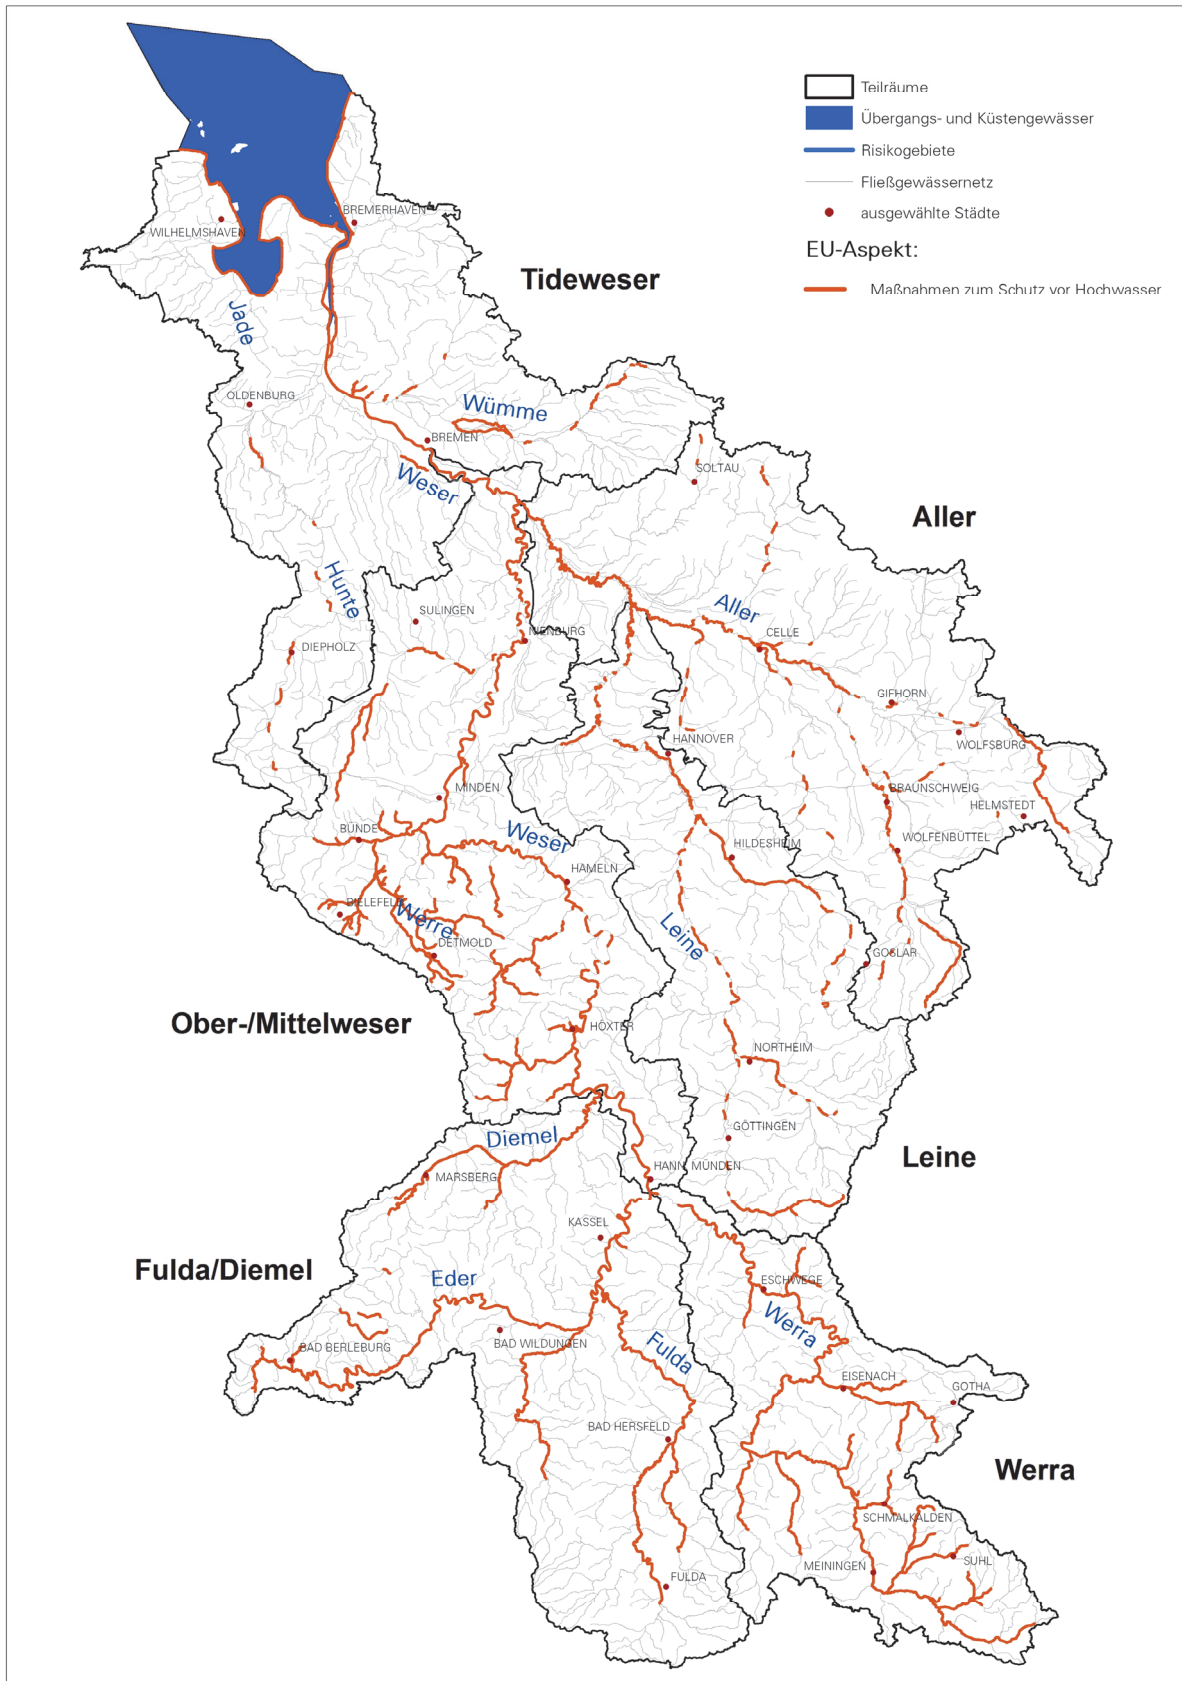 Teilräume
Übergangs- und Küstengewässer
Risikogebiete
Fließgewässernetz
ausgewählte Städte
EU-Aspekt:
Maßnahmen zum Schutz vor Hochwasser
BREMERHAVEN
WILHELMSHAVEN
Tideweser
Jade
OLDENBURG
Wümme
BREMEN
Weser
SOLTAU
Aller
Hunte
Aller
SULINGEN
NIENBURG
CELLE
DIEPHOLZ
GIFHORN
HANNOVER
WOLFSBURG
MINDEN
BRAUNSCHWEIG
HELMSTEDT
BÜNDE
Weser
HILDESHEIM
WOLFENBÜTTEL
HAMELN
BIELEFELD
Werre
Leine
DETMOLD
GOSLAR
Ober-/Mittelweser
HÖXTER
NORTHEIM
GÖTTINGEN
Diemel
Leine
HANN. MÜNDEN
MARSBERG
KASSEL
Fulda/Diemel
Eder
ESCHWEGE
Werra
BAD WILDUNGEN
BAD BERLEBURG
Fulda
EISENACH
GOTHA
BAD HERSFELD
Werra
SCHMALKALDEN
SUHL
MEININGEN
FULDA